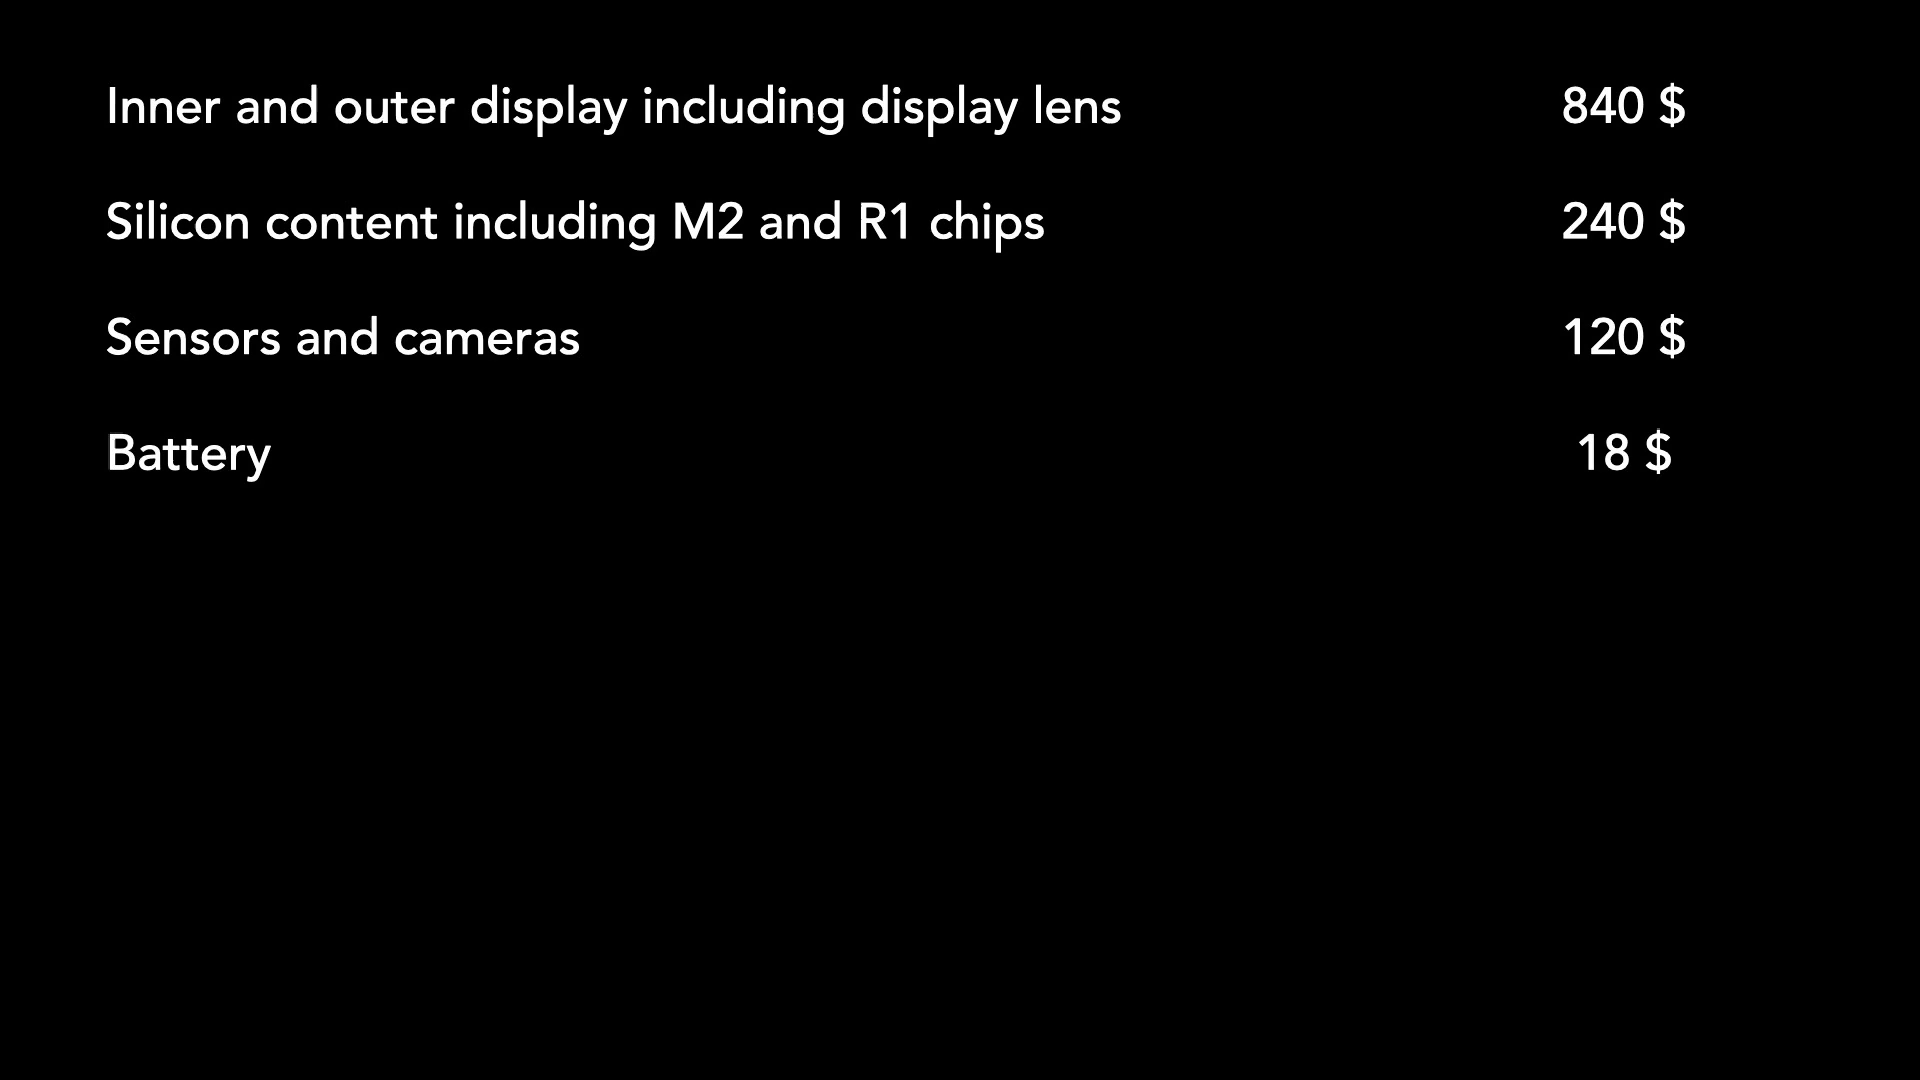 Inner and outer display including display lens 840 $
Silicon content including M2 and R1 chips 240 $
Sensors and cameras 120 $
Battery 18 $